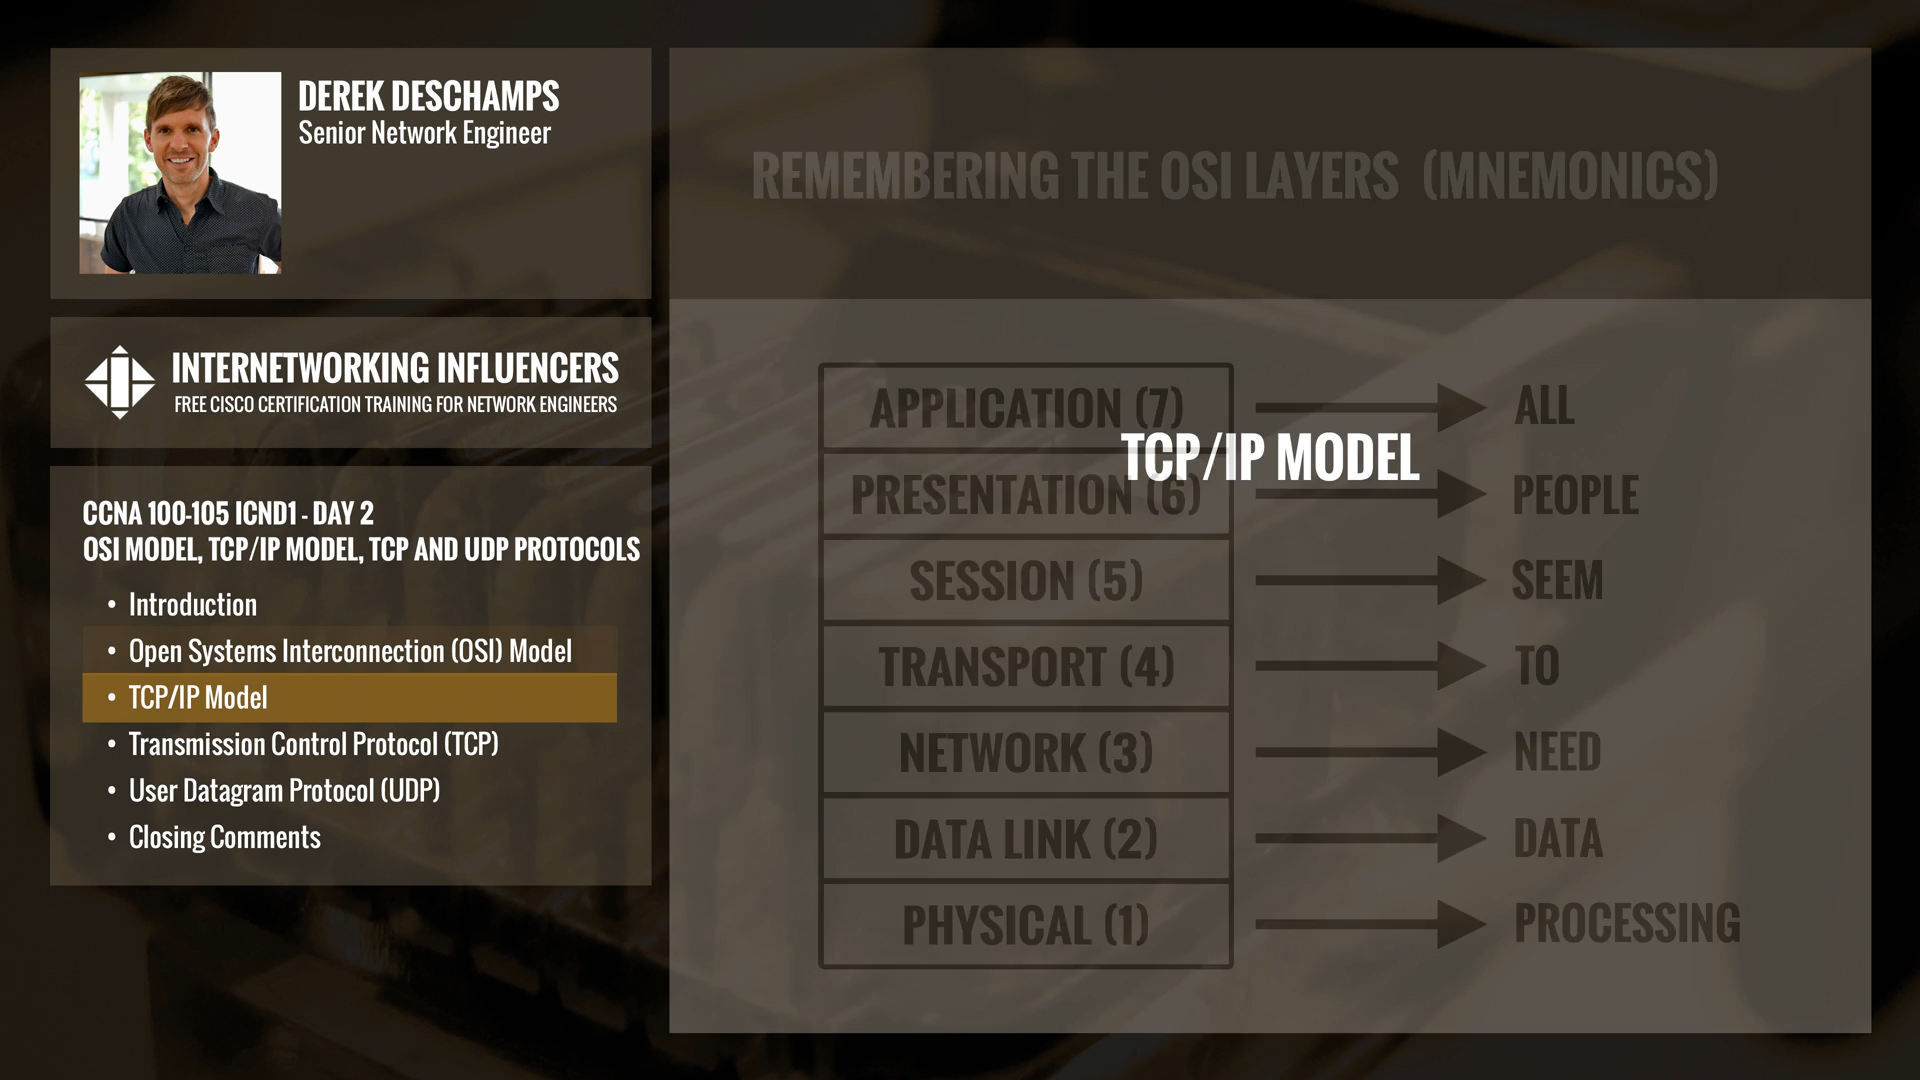 DEREK DESCHAMPS
Senior Network Engineer
INTERNETWORKING INFLUENCERS
FREE CISCO CERTIFICATION TRAINING FOR NETWORK ENGINEERS
CCNA 100-105 ICND1 - DAY 2
OSI MODEL, TCP/IP MODEL, TCP AND UDP PROTOCOLS
• Introduction
• Open Systems Interconnection (OSI) Model
• TCP/IP Model
• Transmission Control Protocol (TCP)
• User Datagram Protocol (UDP)
• Closing Comments
REMEMBERING THE OSI LAYERS (MNEMONICS)
APPLICATION (7) ALL
TCP/IP MODEL
PRESENTATION (6) PEOPLE
SESSION (5) SEEM
TRANSPORT (4) TO
NETWORK (3) NEED
DATA LINK (2) DATA
PHYSICAL (1) PROCESSING